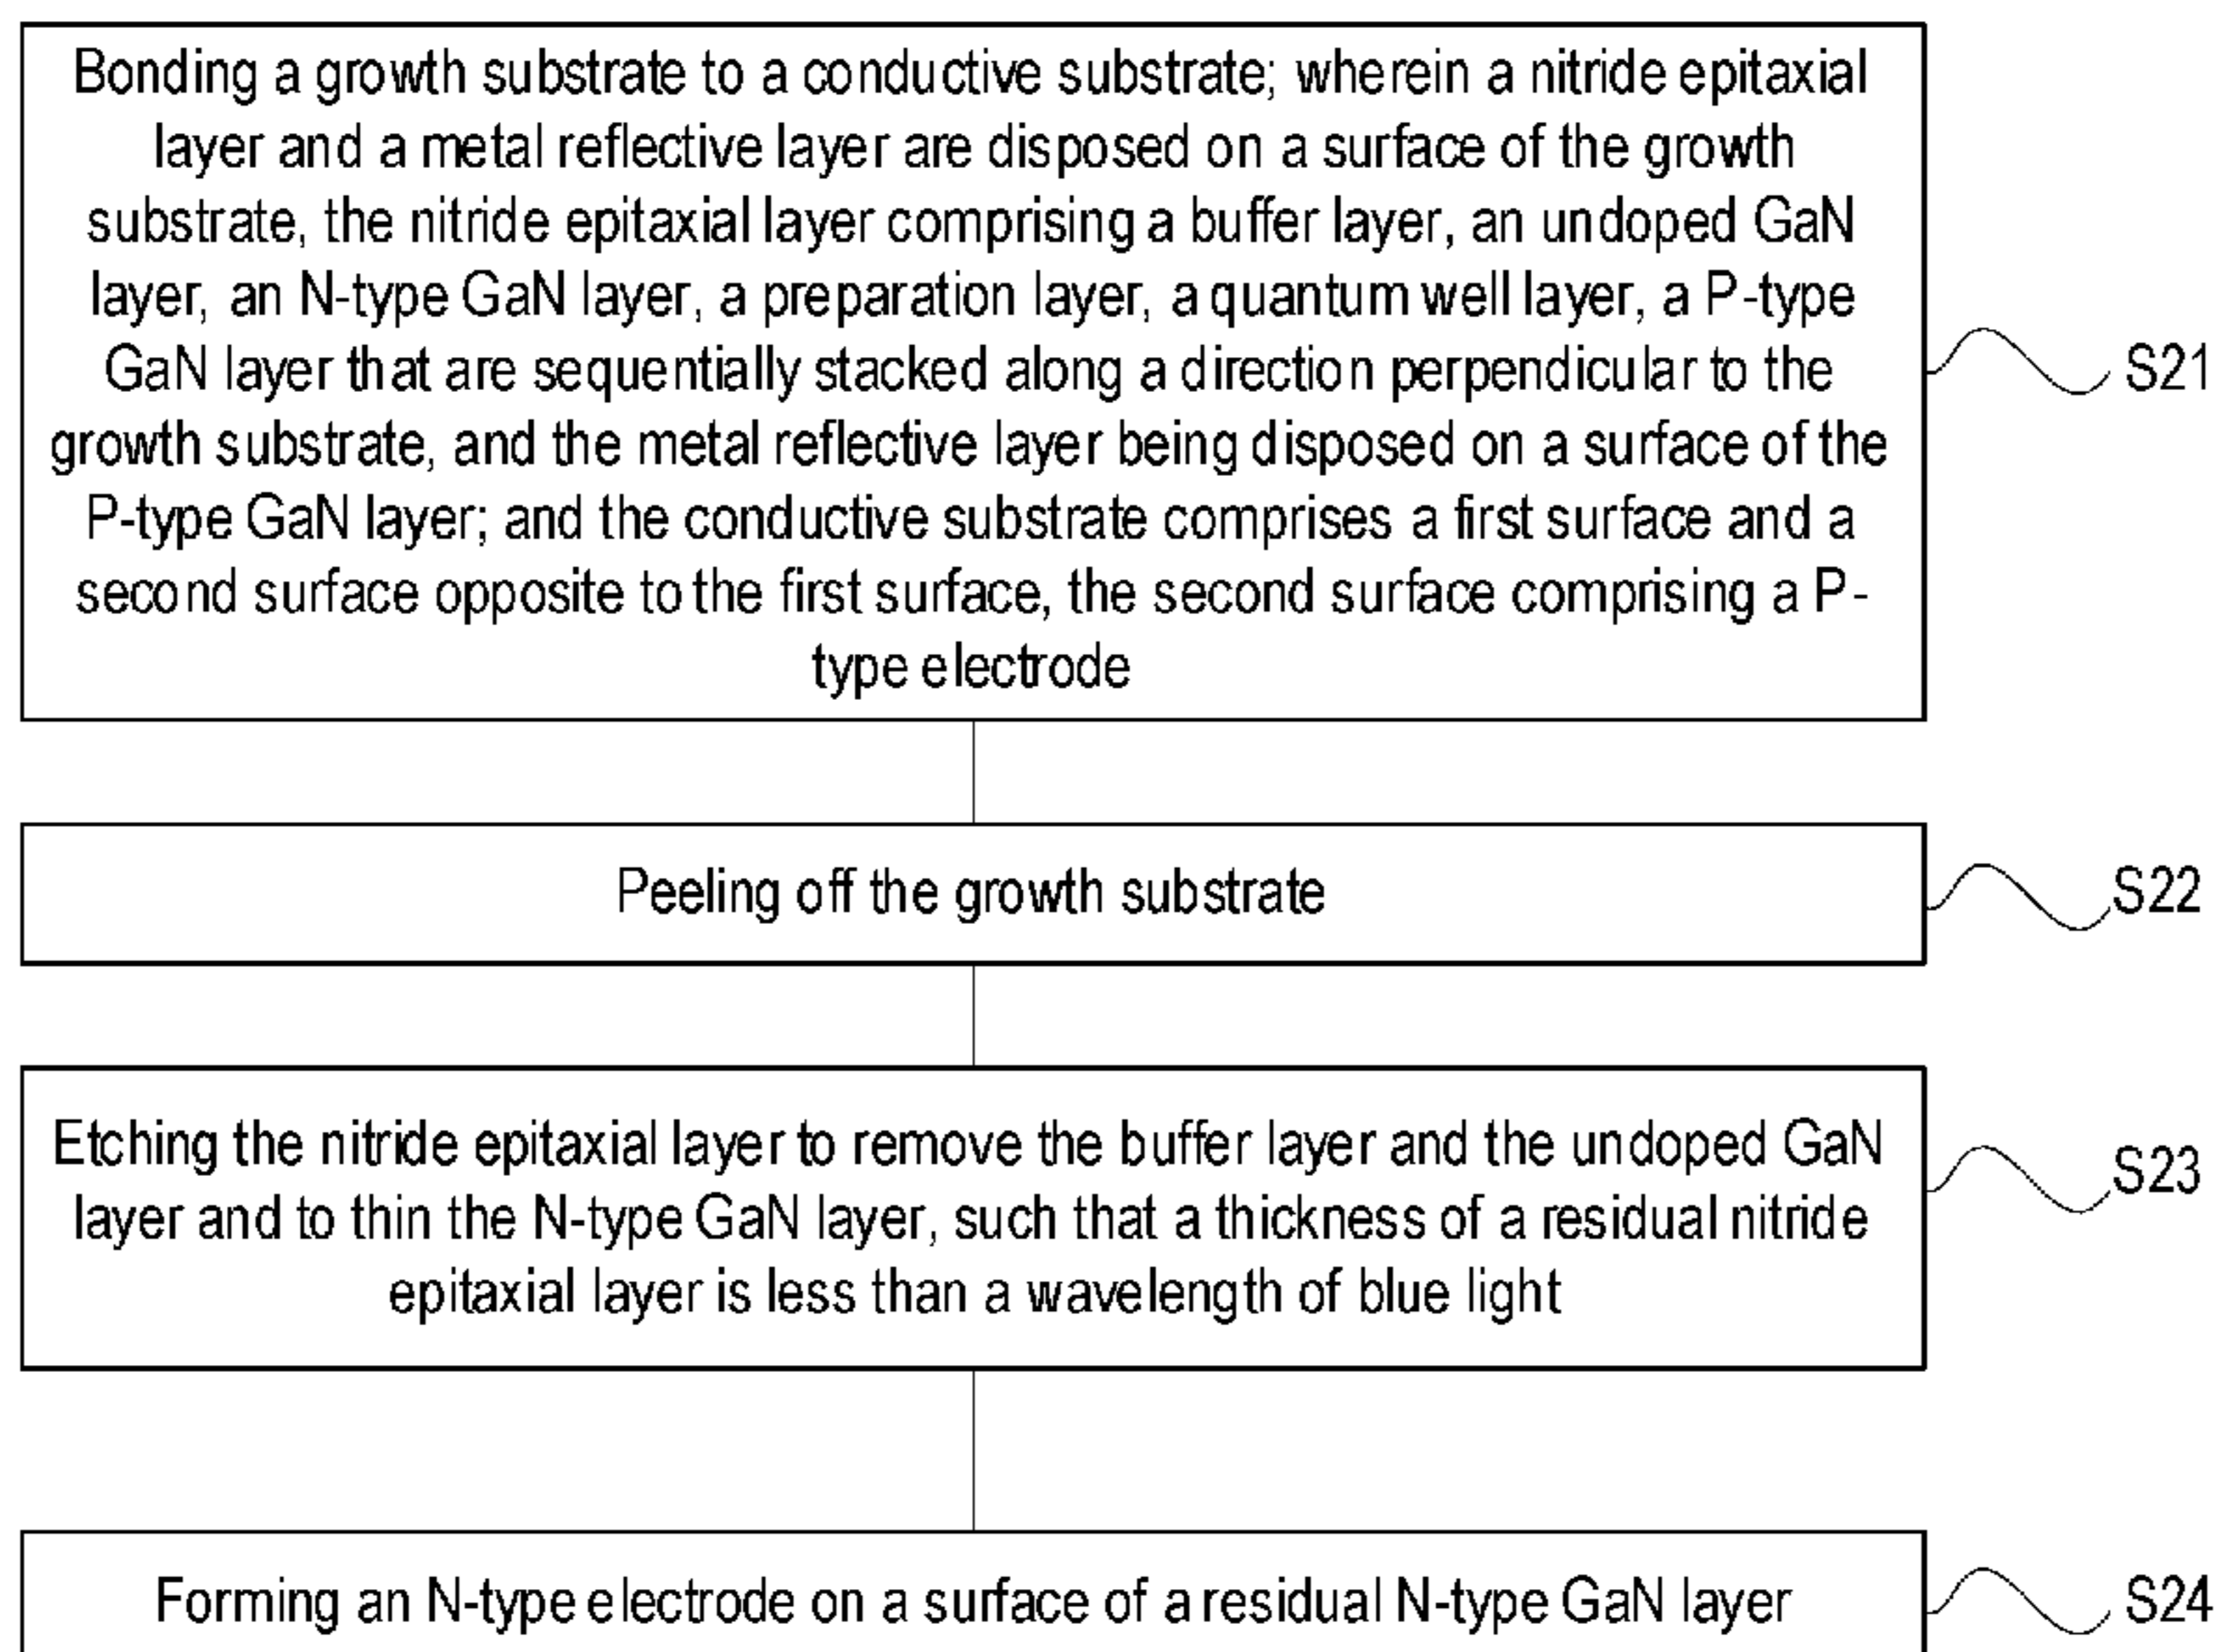 Bonding a growth substrate to a conductive substrate; wherein a nitride epitaxial
layer and a metal reflective layer are disposed on a surface of the growth
substrate, the nitride epitaxial layer comprising a buffer layer, an undoped GaN
layer, an N-type GaN layer, a preparation layer, a quantum well layer, a P-type
GaN layer that are sequentially stacked along a direction perpendicular to the
growth substrate, and the metal reflective layer being disposed on a surface of the
P-type GaN layer; and the conductive substrate comprises a first surface and a
second surface opposite to the first surface, the second surface comprising a P-
type electrode
S21
Peeling off the growth substrate
S22
Etching the nitride epitaxial layer to remove the buffer layer and the undoped GaN
layer and to thin the N-type GaN layer, such that a thickness of a residual nitride
epitaxial layer is less than a wavelength of blue light
S23
Forming an N-type electrode on a surface of a residual N-type GaN layer
S24